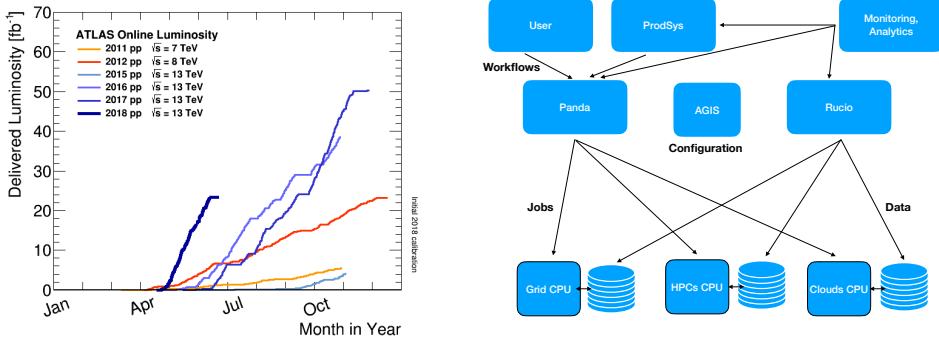 70
60
50
40
30
20
10
0
Delivered Luminosity [fb⁻¹]
ATLAS Online Luminosity
2011 pp √s = 7 TeV
2012 pp √s = 8 TeV
2015 pp √s = 13 TeV
2016 pp √s = 13 TeV
2017 pp √s = 13 TeV
2018 pp √s = 13 TeV
Initial 2018 calibration
Jan
Apr
Jul
Oct
Month in Year
User
ProdSys
Monitoring,
Analytics
Workflows
Panda
AGIS
Rucio
Configuration
Jobs
Data
Grid CPU
HPCs CPU
Clouds CPU